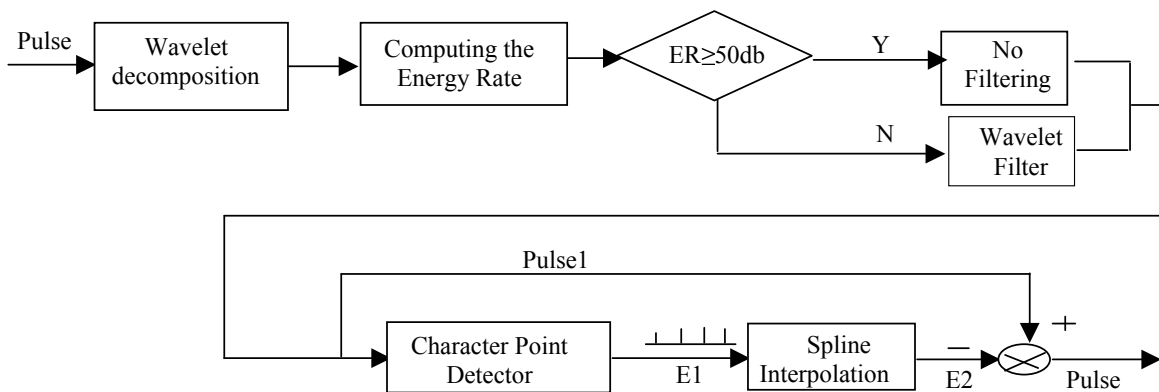 Pulse
Wavelet
decomposition
Computing the
Energy Rate
ER≥50db
Y
No
Filtering
N
Wavelet
Filter
Pulse1
Character Point
Detector
E1
Spline
Interpolation
—
E2
+
Pulse